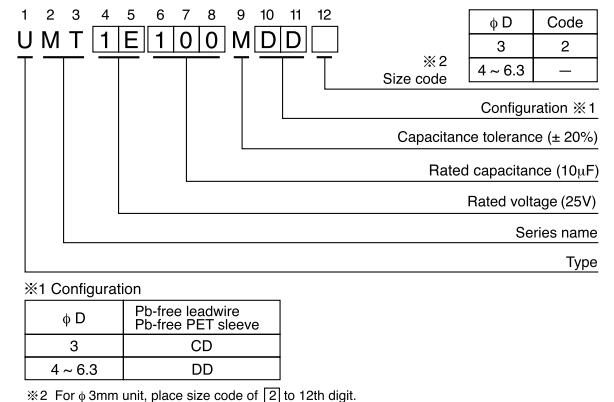 1 2 3 4 5 6 7 8 9 10 11 12
U M T 1 E 1 0 0 M D D
φ D Code
3 2
4 ~ 6.3 —
※2
Size code
Configuration ※1
Capacitance tolerance (± 20%)
Rated capacitance (10µF)
Rated voltage (25V)
Series name
Type
※1 Configuration
φ D Pb-free leadwire
Pb-free PET sleeve
3 CD
4 ~ 6.3 DD
※2 For φ 3mm unit, place size code of 2 to 12th digit.